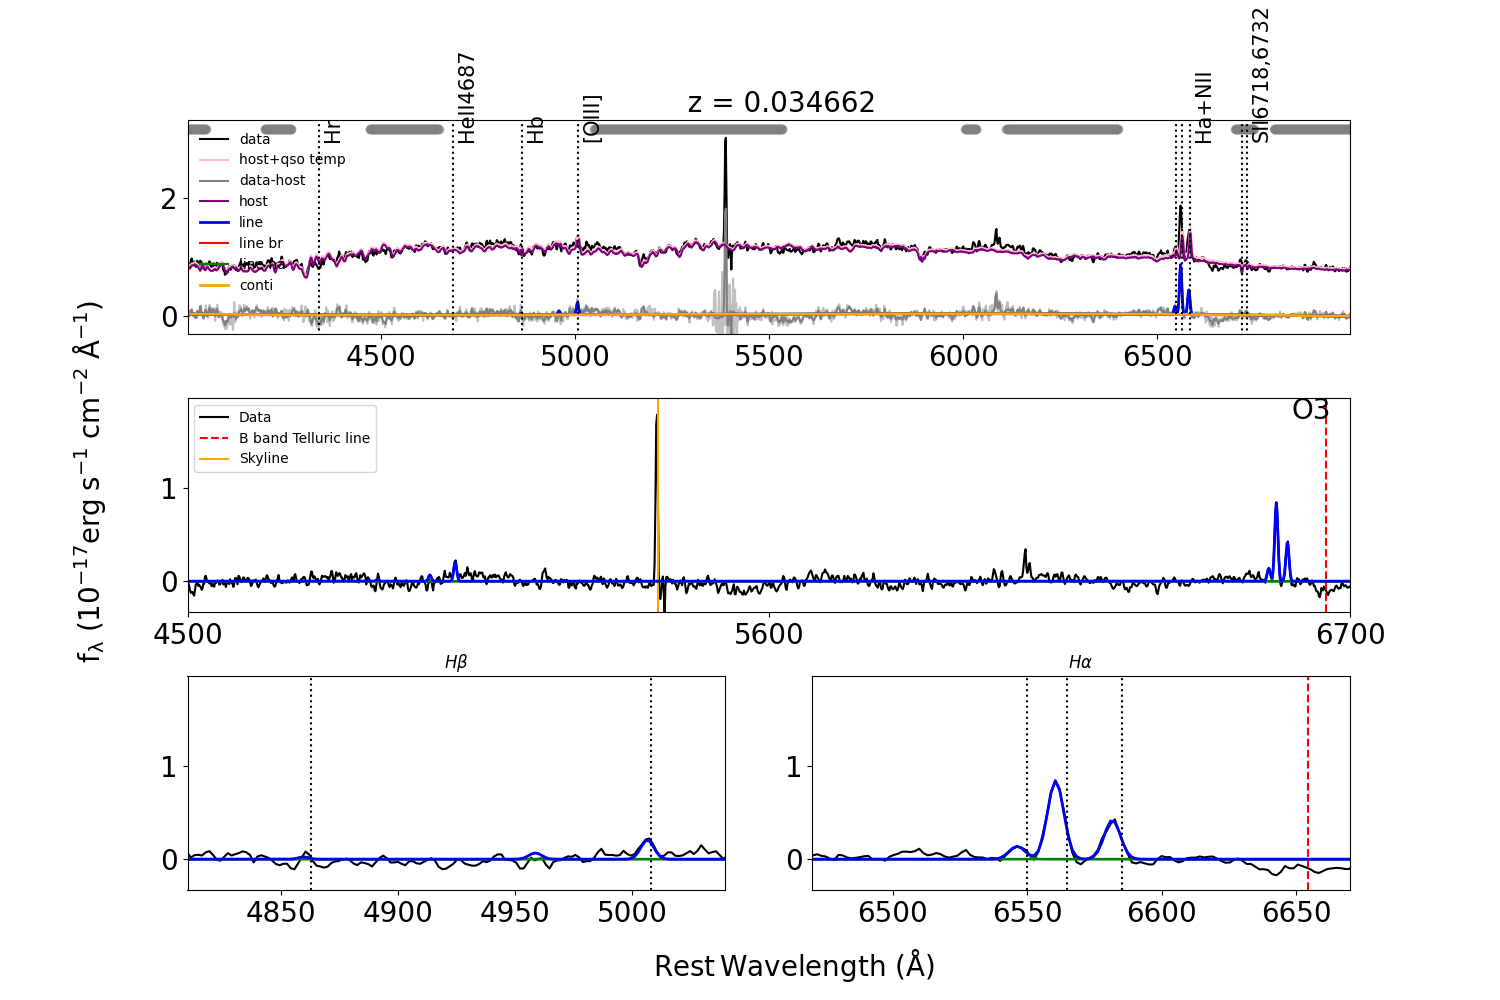 z = 0.034662
Hr
HeII4687
Hb
[OIII]
Ha+NII
SII6718,6732
data
host+qso temp
data-host
host
line
line br
conti
2
0
4500 5000 5500 6000 6500
Data
B band Telluric line
Skyline
O3
1
0
4500 5600 6700
fλ (10⁻¹⁷erg s⁻¹ cm⁻² Å⁻¹)
Hβ
Hα
1
0
4850 4900 4950 5000
1
0
6500 6550 6600 6650
Rest Wavelength (Å)